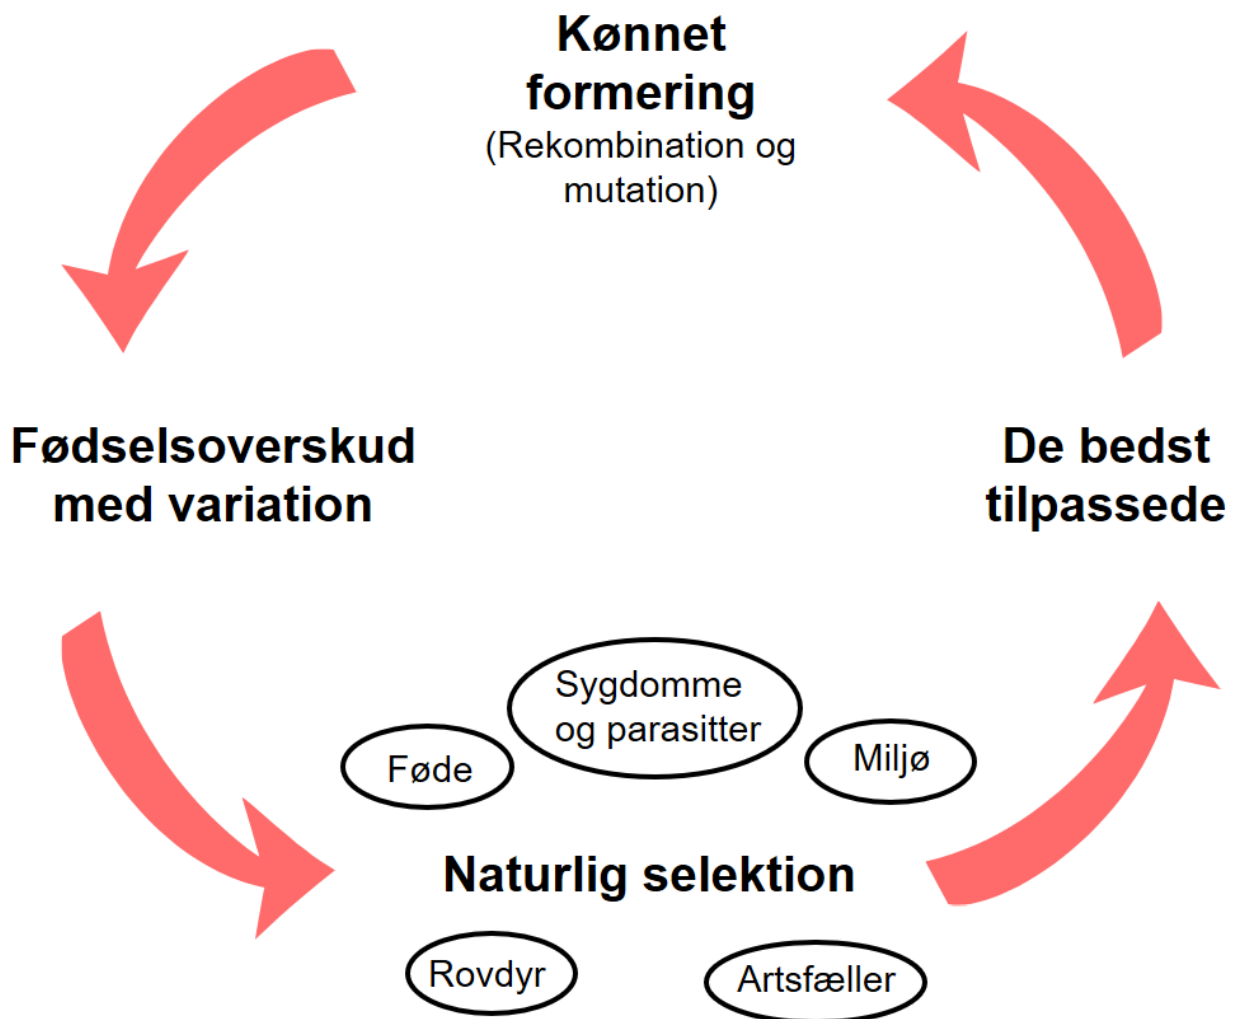 Kønnet
formering
(Rekombination og
mutation)
Fødselsoverskud
med variation
De bedst
tilpassede
Sygdomme
og parasitter
Føde
Miljø
Naturlig selektion
Rovdyr
Artsfæller